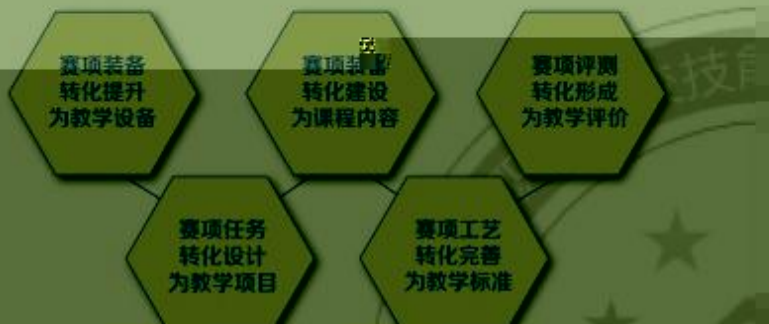 赛项装备
转化提升
为教学设备
赛项装备
转化建设
为课程内容
赛项评测
转化形成
为教学评价
赛项任务
转化设计
为教学项目
赛项工艺
转化完善
为教学标准
技能